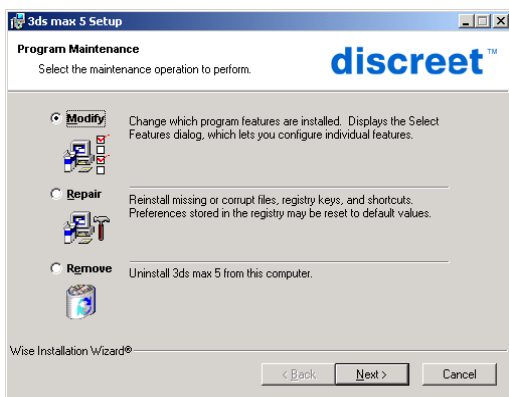 3ds max 5 Setup
Program Maintenance
Select the maintenance operation to perform.
discreet™
Modify
Change which program features are installed. Displays the Select
Features dialog, which lets you configure individual features.
Repair
Reinstall missing or corrupt files, registry keys, and shortcuts.
Preferences stored in the registry may be reset to default values.
Remove
Uninstall 3ds max 5 from this computer.
Wise Installation Wizard®
< Back
Next >
Cancel